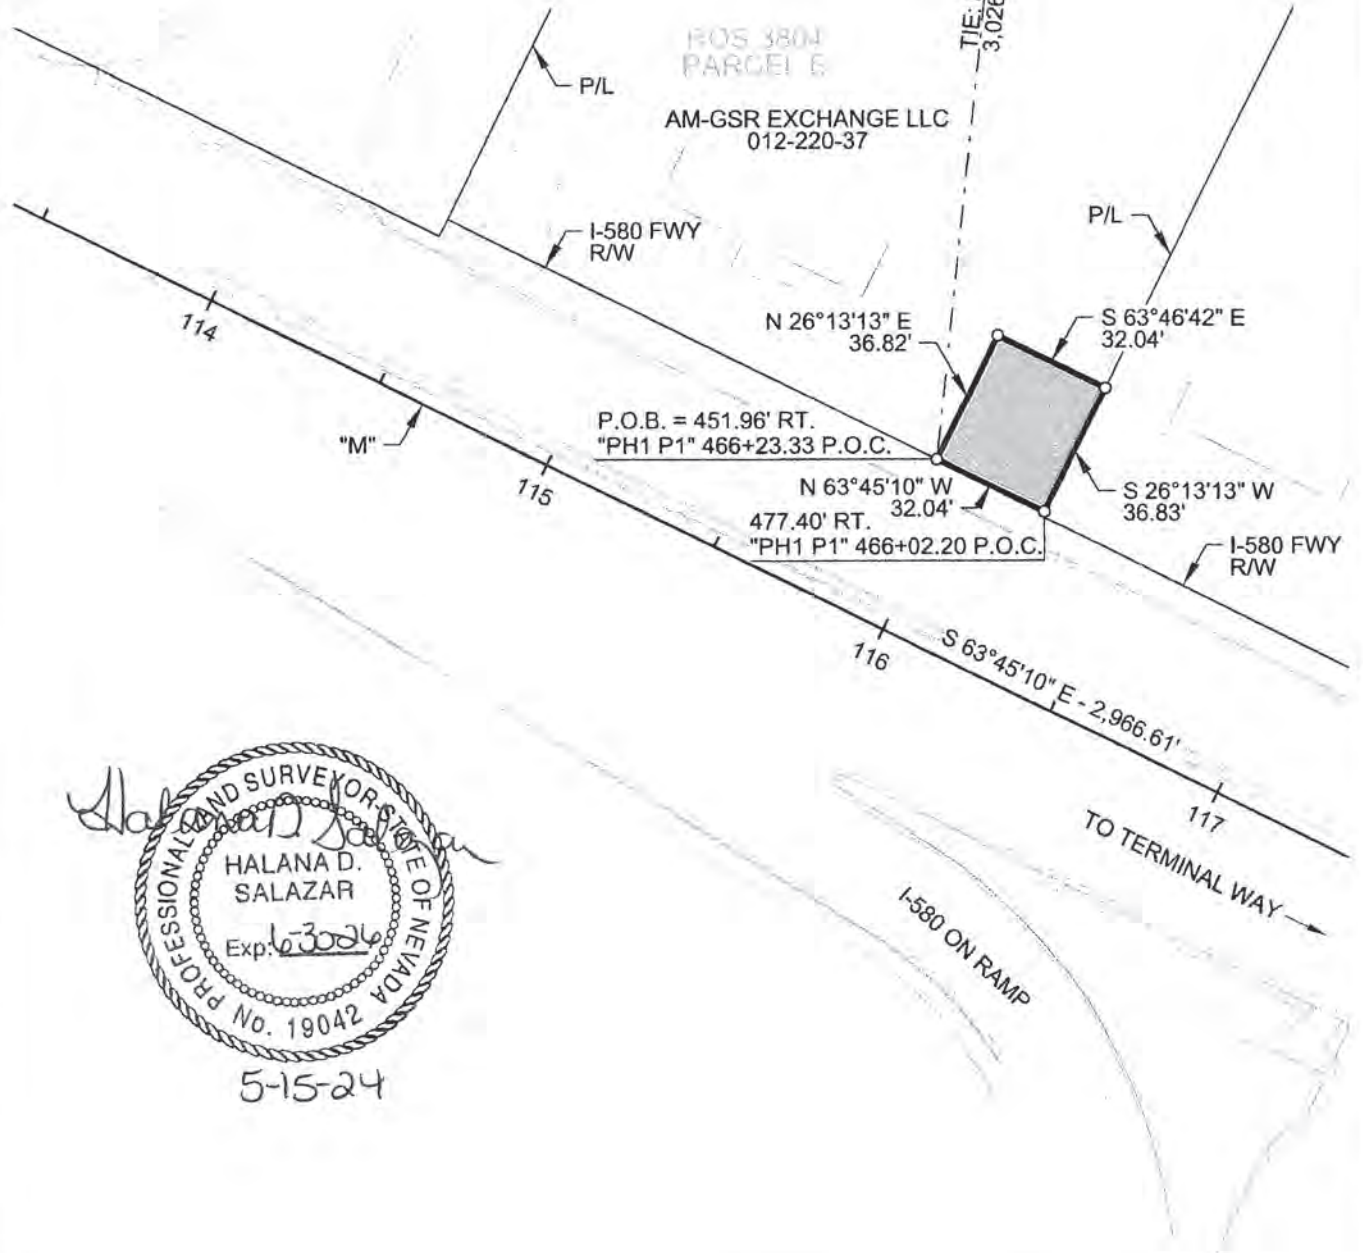 TIE:
3,026
ROS 3804
PARCEL
P/L
AM-GSR EXCHANGE LLC
012-220-37
P/L
I-580 FWY
R/W
114
N 26°13'13" E
36.82'
S 63°46'42" E
32.04'
P.O.B. = 451.96' RT.
"PH1 P1" 466+23.33 P.O.C.
"M"
115
N 63°45'10" W
32.04'
S 26°13'13" W
36.83'
477.40' RT.
"PH1 P1" 466+02.20 P.O.C.
I-580 FWY
R/W
116
S 63°45'10" E - 2,966.61'
117
TO TERMINAL WAY
I-580 ON RAMP
PROFESSIONAL LAND SURVEYOR STATE OF NEVADA
Halana D. Salazar
HALANA D.
SALAZAR
Exp: 6-30-26
No. 19042
5-15-24